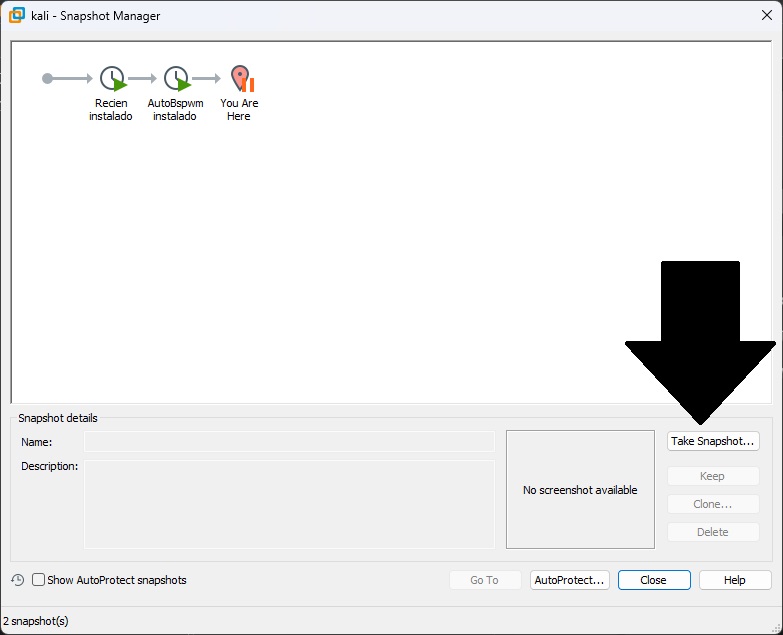 kali - Snapshot Manager
Recien
instalado
AutoBspwm
instalado
You Are
Here
Snapshot details
Name:
Description:
No screenshot available
Take Snapshot...
Keep
Clone...
Delete
Show AutoProtect snapshots
Go To
AutoProtect...
Close
Help
2 snapshot(s)